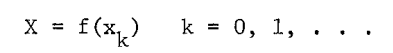 X = f(x_k)   k = 0, 1, . . .